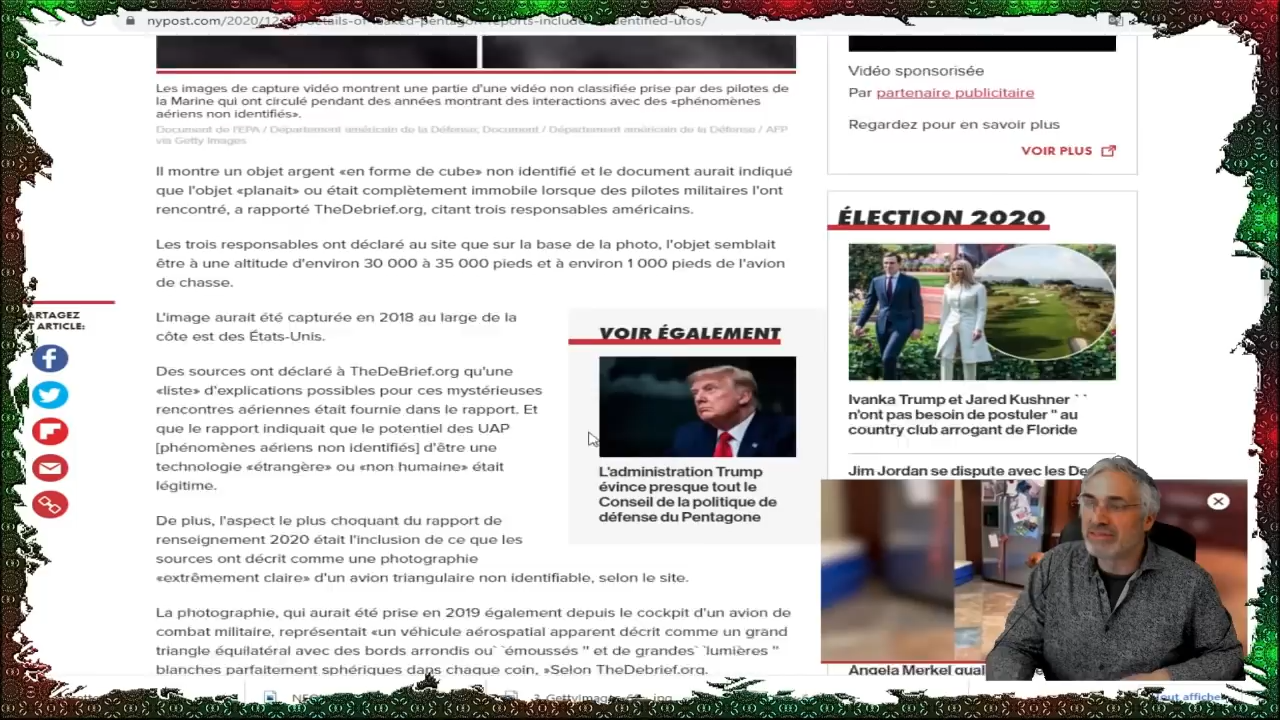 nypost.com/2020/12
Les images de capture vidéo montrent une partie d'une vidéo non classifiée prise par des pilotes de
la Marine qui ont circulé pendant des années montrant des interactions avec des «phénomènes
aériens non identifiés».
Document de l'EPA / Département américain de la Défense; Document / Département américain de la Défense / AFP
via Getty Images
Il montre un objet argent «en forme de cube» non identifié et le document aurait indiqué
que l'objet «planait» ou était complètement immobile lorsque des pilotes militaires l'ont
rencontré, a rapporté TheDebrief.org, citant trois responsables américains.
Les trois responsables ont déclaré au site que sur la base de la photo, l'objet semblait
être à une altitude d'environ 30 000 à 35 000 pieds et à environ 1 000 pieds de l'avion
de chasse.
L'image aurait été capturée en 2018 au large de la
côte est des États-Unis.
Des sources ont déclaré à TheDeBrief.org qu'une
«liste» d'explications possibles pour ces mystérieuses
rencontres aériennes était fournie dans le rapport. Et
que le rapport indiquait que le potentiel des UAP
[phénomènes aériens non identifiés] d'être une
technologie «étrangère» ou «non humaine» était
légitime.
De plus, l'aspect le plus choquant du rapport de
renseignement 2020 était l'inclusion de ce que les
sources ont décrit comme une photographie
«extrêmement claire» d'un avion triangulaire non identifiable, selon le site.
La photographie, qui aurait été prise en 2019 également depuis le cockpit d'un avion de
combat militaire, représentait «un véhicule aérospatial apparent décrit comme un grand
triangle équilatéral avec des bords arrondis ou` `émoussés '' et de grandes` `lumières ''
blanches parfaitement sphériques dans chaque coin, »Selon TheDebrief.org.
ARTAGEZ
T ARTICLE:
VOIR ÉGALEMENT
L'administration Trump
évince presque tout le
Conseil de la politique de
défense du Pentagone
Vidéo sponsorisée
Par partenaire publicitaire
Regardez pour en savoir plus
VOIR PLUS
ÉLECTION 2020
Ivanka Trump et Jared Kushner ` `
n'ont pas besoin de postuler '' au
country club arrogant de Floride
Jim Jordan se dispute avec les De
Angela Merkel qual